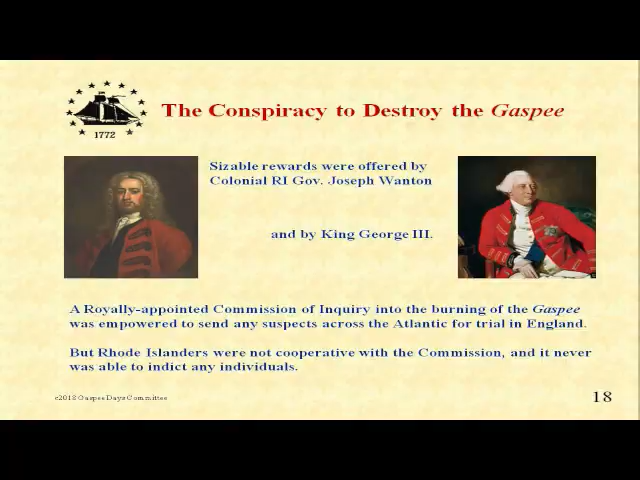 The Conspiracy to Destroy the Gaspee
1772
Sizable rewards were offered by
Colonial RI Gov. Joseph Wanton
and by King George III.
A Royally-appointed Commission of Inquiry into the burning of the Gaspee
was empowered to send any suspects across the Atlantic for trial in England.
But Rhode Islanders were not cooperative with the Commission, and it never
was able to indict any individuals.
c2018 Gaspee Days Committee
18